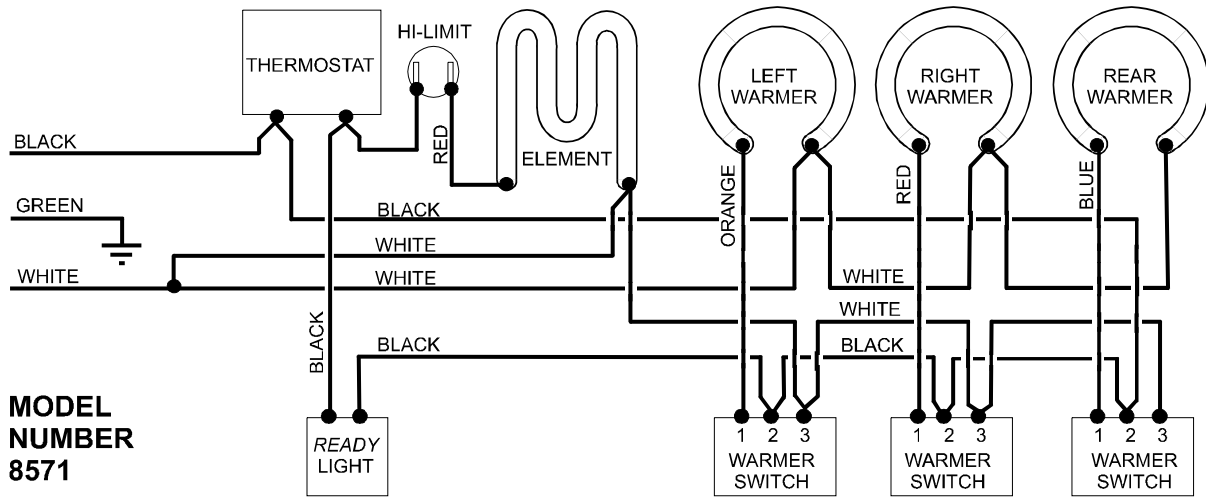 HI-LIMIT
THERMOSTAT
LEFT
WARMER
RIGHT
WARMER
REAR
WARMER
BLACK
RED
ELEMENT
ORANGE
RED
BLUE
GREEN
BLACK
WHITE
WHITE
WHITE
WHITE
WHITE
BLACK
BLACK
BLACK
MODEL
NUMBER
8571
READY
LIGHT
1 2 3
WARMER
SWITCH
1 2 3
WARMER
SWITCH
1 2 3
WARMER
SWITCH